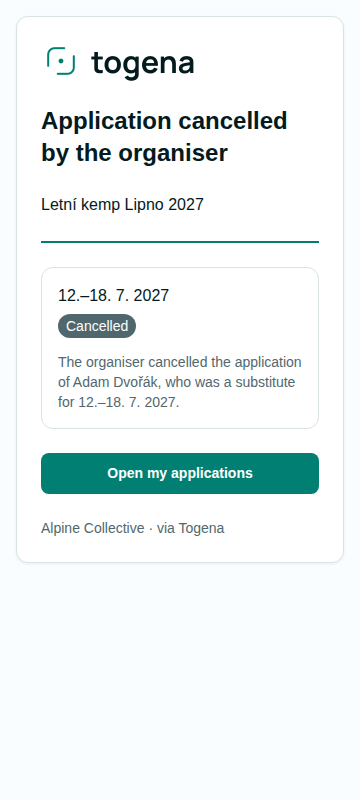 togena
Application cancelled
by the organiser
Letní kemp Lipno 2027
12.–18. 7. 2027
Cancelled
The organiser cancelled the application
of Adam Dvořák, who was a substitute
for 12.–18. 7. 2027.
Open my applications
Alpine Collective · via Togena